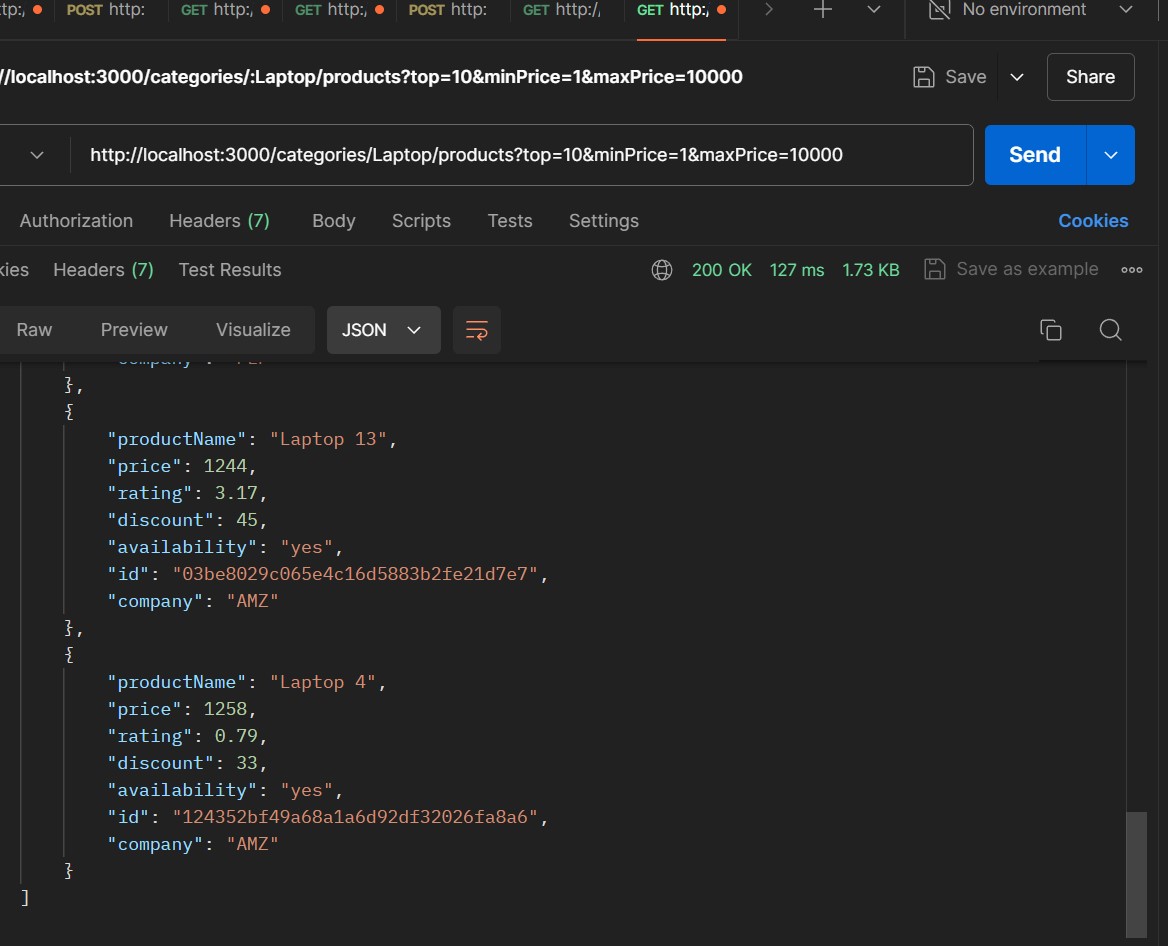 POST http: GET http:/ GET http:/ POST http: GET http:/ GET http:/ No environment
//localhost:3000/categories/:Laptop/products?top=10&minPrice=1&maxPrice=10000 Save Share
http://localhost:3000/categories/Laptop/products?top=10&minPrice=1&maxPrice=10000 Send
Authorization Headers (7) Body Scripts Tests Settings Cookies
kies Headers (7) Test Results 200 OK 127 ms 1.73 KB Save as example
Raw Preview Visualize JSON
},
{
"productName": "Laptop 13",
"price": 1244,
"rating": 3.17,
"discount": 45,
"availability": "yes",
"id": "03be8029c065e4c16d5883b2fe21d7e7",
"company": "AMZ"
},
{
"productName": "Laptop 4",
"price": 1258,
"rating": 0.79,
"discount": 33,
"availability": "yes",
"id": "124352bf49a68a1a6d92df32026fa8a6",
"company": "AMZ"
}
]